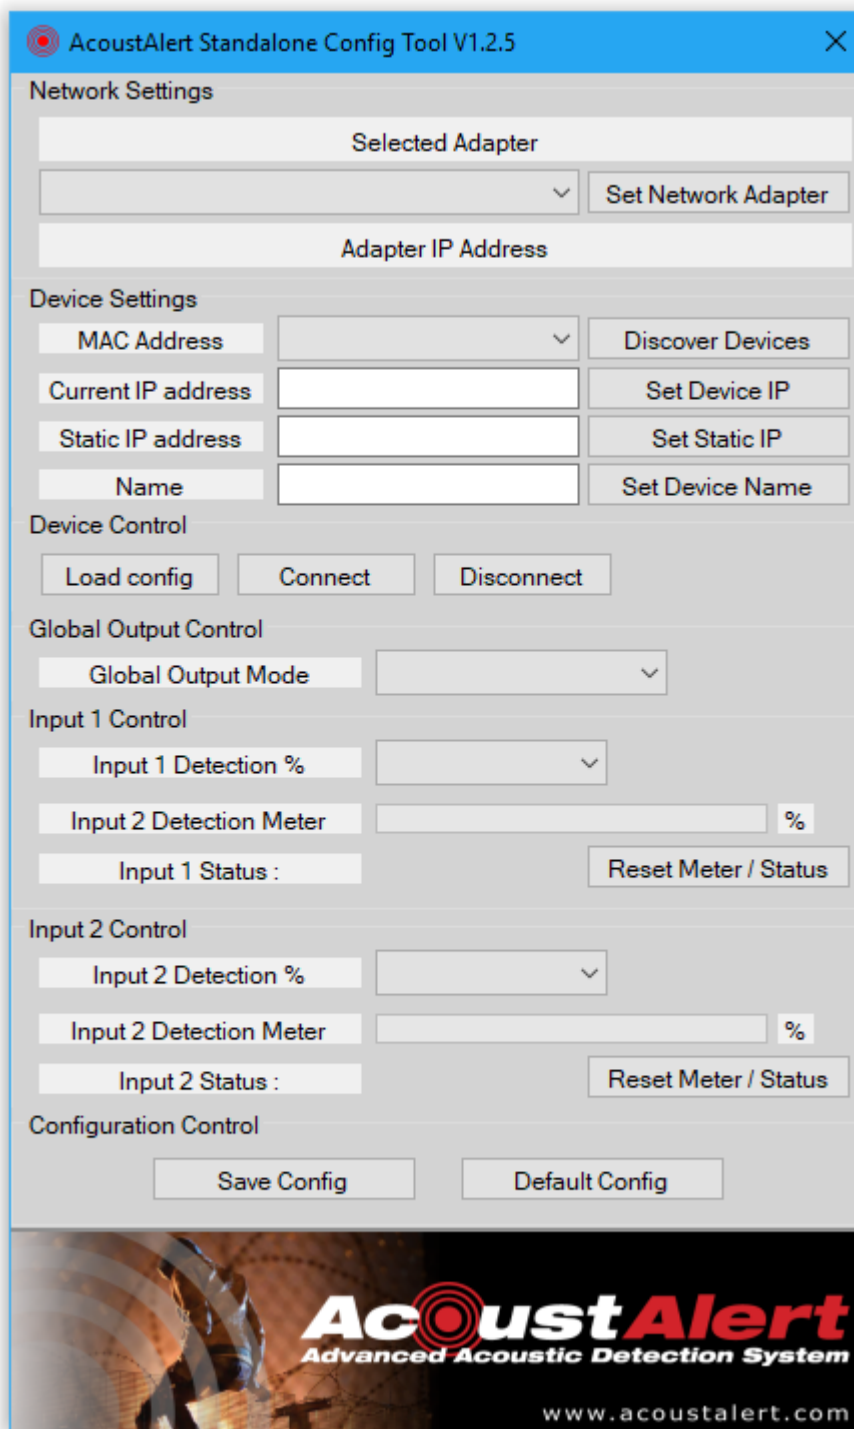 AcoustAlert Standalone Config Tool V1.2.5
Network Settings
Selected Adapter
Set Network Adapter
Adapter IP Address
Device Settings
MAC Address Discover Devices
Current IP address Set Device IP
Static IP address Set Static IP
Name Set Device Name
Device Control
Load config Connect Disconnect
Global Output Control
Global Output Mode
Input 1 Control
Input 1 Detection %
Input 2 Detection Meter %
Input 1 Status : Reset Meter / Status
Input 2 Control
Input 2 Detection %
Input 2 Detection Meter %
Input 2 Status : Reset Meter / Status
Configuration Control
Save Config Default Config
AcoustAlert
Advanced Acoustic Detection System
www.acoustalert.com